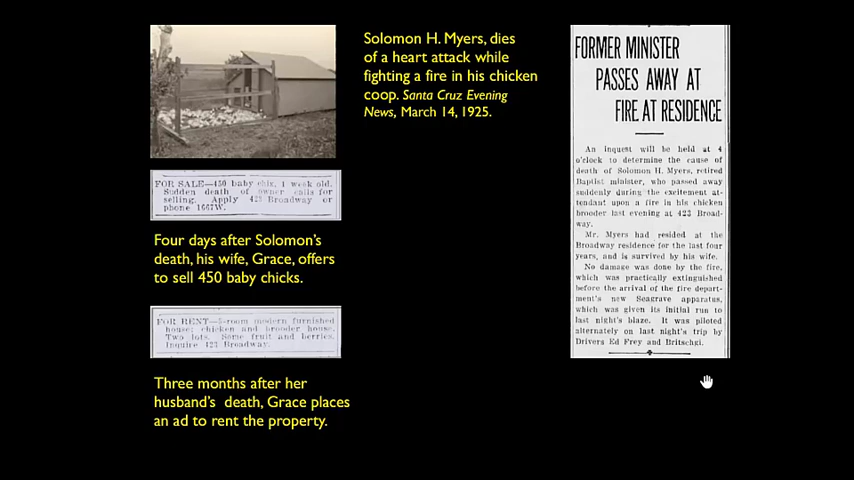 Solomon H. Myers, dies
of a heart attack while
fighting a fire in his chicken
coop. Santa Cruz Evening
News, March 14, 1925.
FOR SALE—450 baby chix, 1 week old.
Sudden death of owner calls for
selling. Apply 423 Broadway or
phone 1667W.
Four days after Solomon's
death, his wife, Grace, offers
to sell 450 baby chicks.
FOR RENT—5-room modern furnished
house; chicken and brooder house.
Two lots. Some fruit and berries.
Inquire 423 Broadway.
Three months after her
husband's death, Grace places
an ad to rent the property.
FORMER MINISTER
PASSES AWAY AT
FIRE AT RESIDENCE
An inquest will be held at 4
o'clock to determine the cause of
death of Solomon H. Myers, retired
Baptist minister, who passed away
suddenly during the excitement at-
tendant upon a fire in his chicken
brooder last evening at 423 Broad-
way.
Mr. Myers had resided at the
Broadway residence for the last four
years, and is survived by his wife.
No damage was done by the fire,
which was practically extinguished
before the arrival of the fire depart-
ment's new Seagrave apparatus,
which was given its initial run to
last night's blaze. It was piloted
alternately on last night's trip by
Drivers Ed Frey and Britschgi.